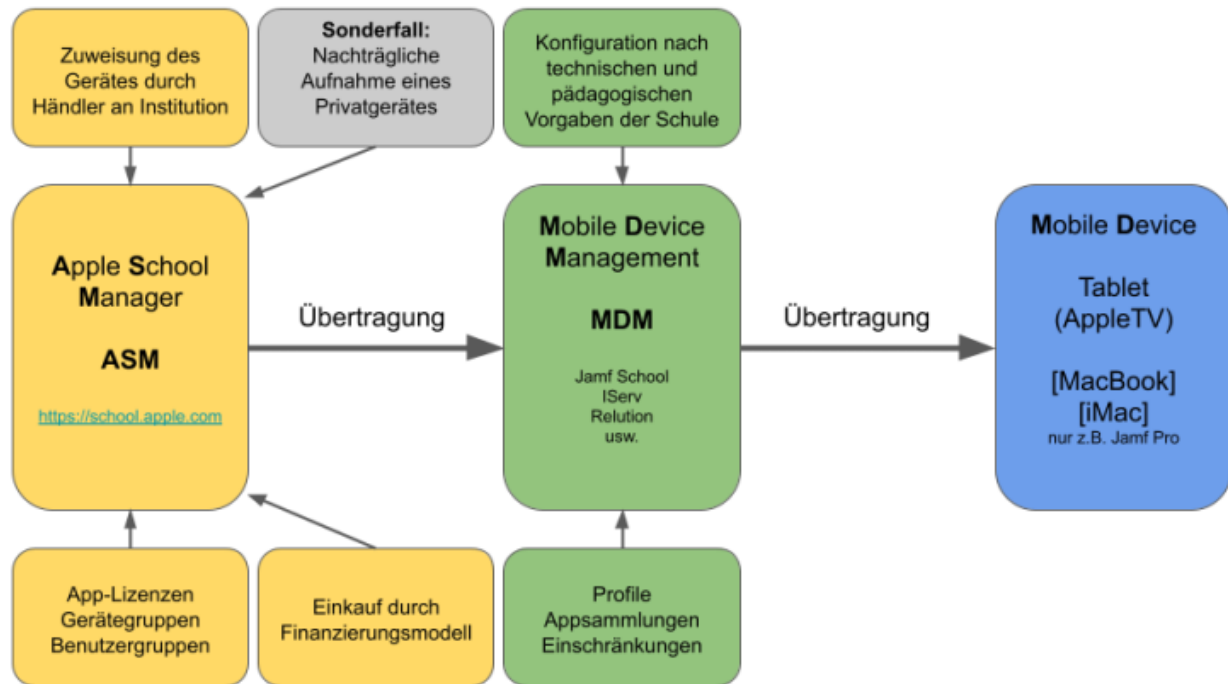 Zuweisung des
Gerätes durch
Händler an Institution
Sonderfall:
Nachträgliche
Aufnahme eines
Privatgerätes
Konfiguration nach
technischen und
pädagogischen
Vorgaben der Schule
Apple School
Manager
ASM
https://school.apple.com
Übertragung
Mobile Device
Management
MDM
Jamf School
IServ
Relution
usw.
Übertragung
Mobile Device
Tablet
(AppleTV)
[MacBook]
[iMac]
nur z.B. Jamf Pro
App-Lizenzen
Gerätegruppen
Benutzergruppen
Einkauf durch
Finanzierungsmodell
Profile
Appsammlungen
Einschränkungen